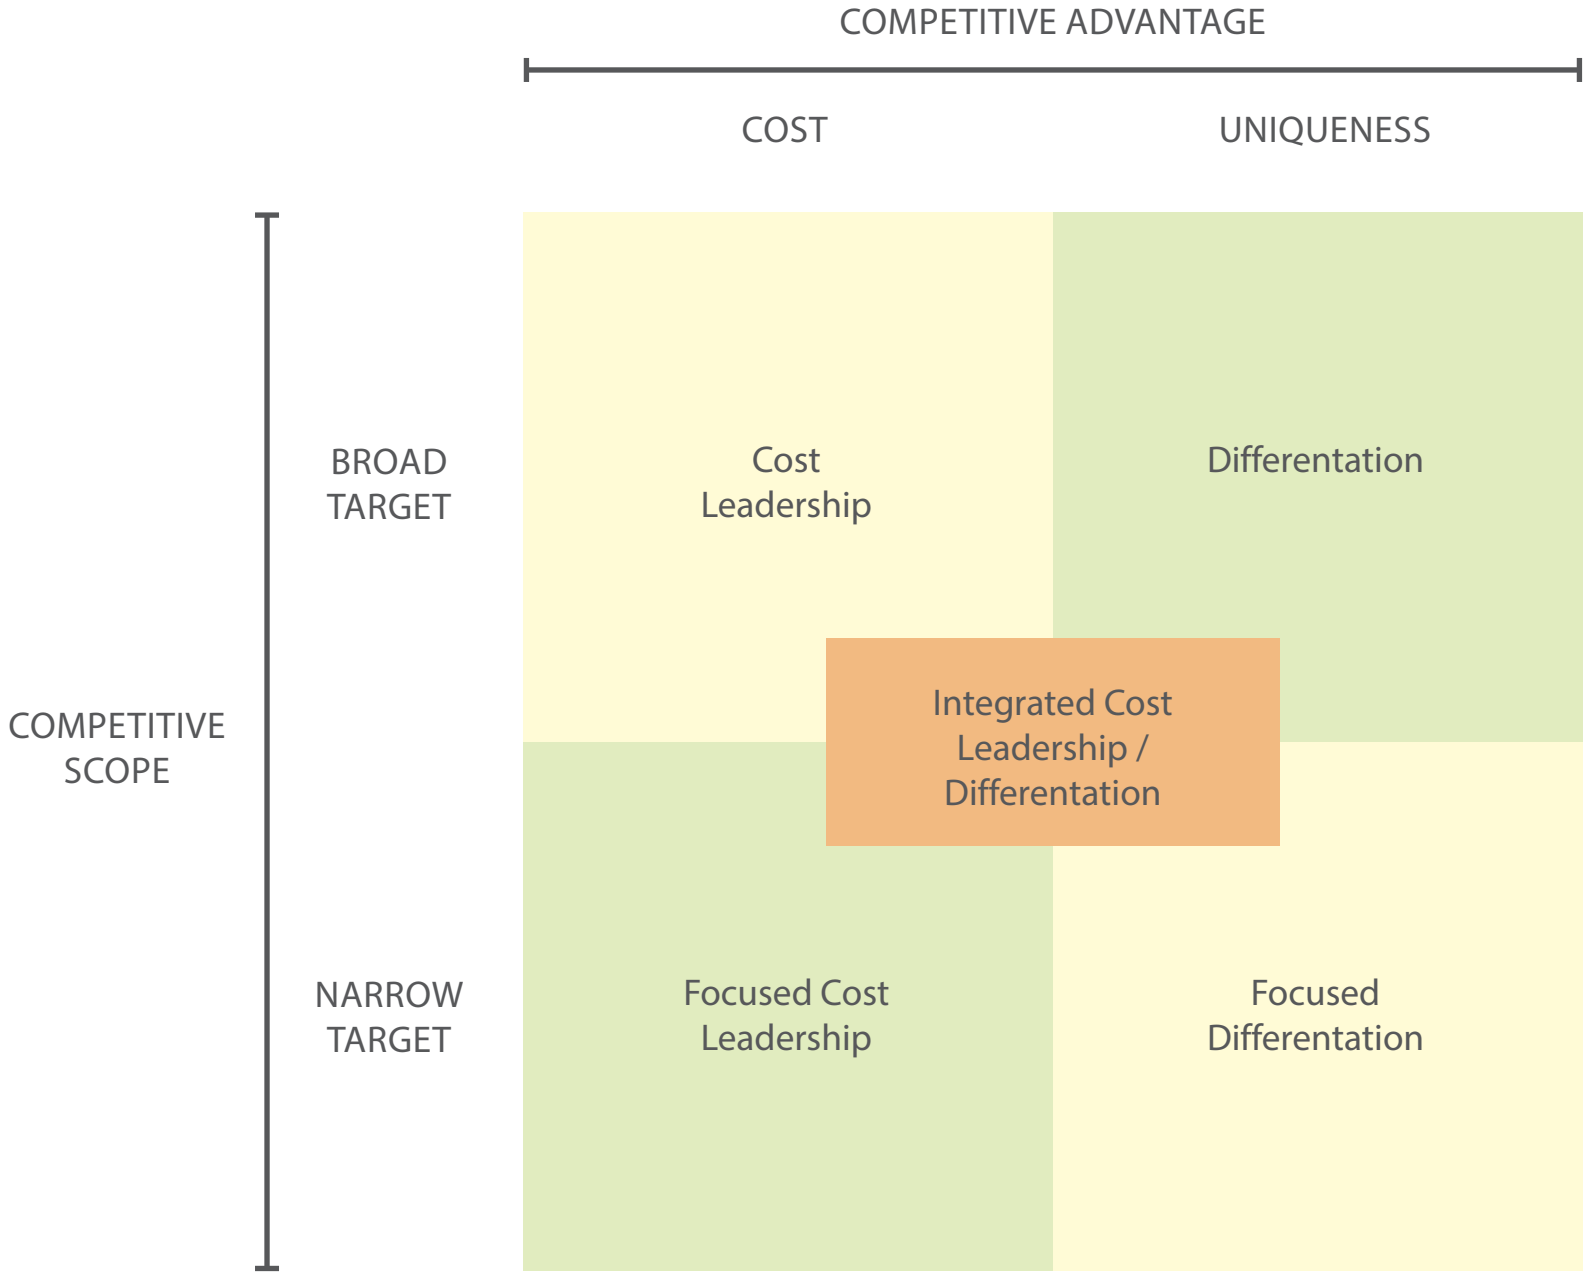 COMPETITIVE ADVANTAGE
COST
UNIQUENESS
BROAD
TARGET
Cost
Leadership
Differentation
COMPETITIVE
SCOPE
Integrated Cost
Leadership /
Differentation
NARROW
TARGET
Focused Cost
Leadership
Focused
Differentation